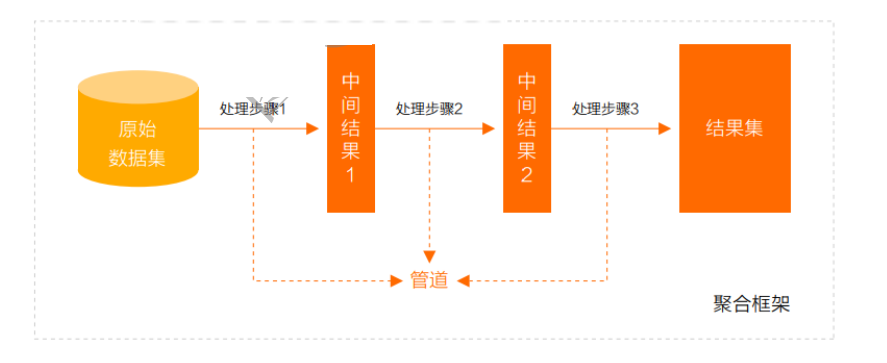 原始
数据集
处理步骤1
中间结果1
处理步骤2
中间结果2
处理步骤3
结果集
管道
聚合框架